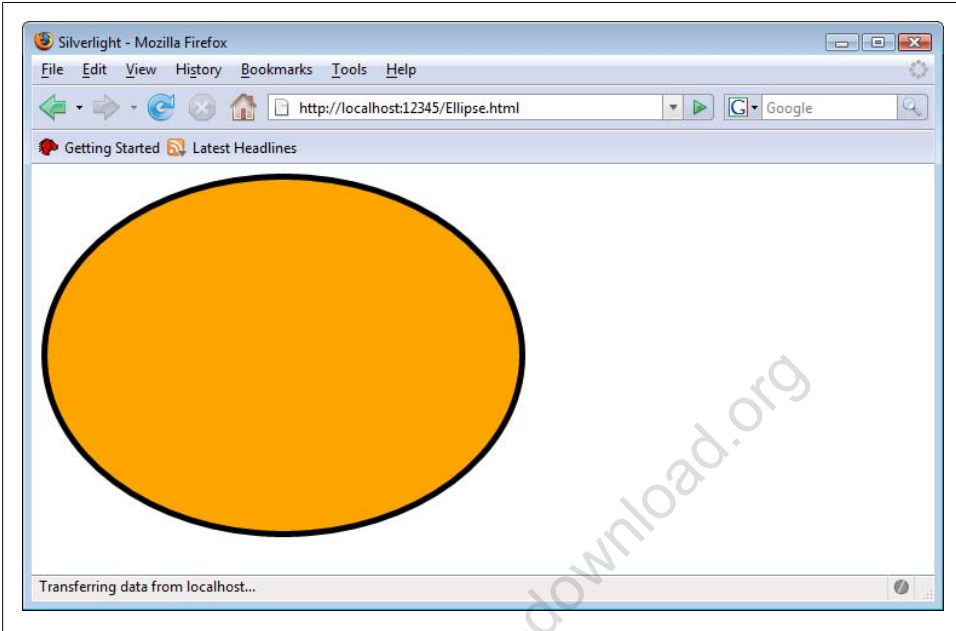 Silverlight - Mozilla Firefox
File Edit View History Bookmarks Tools Help
http://localhost:12345/Ellipse.html
G Google
Getting Started Latest Headlines
Transferring data from localhost...
ownload.org